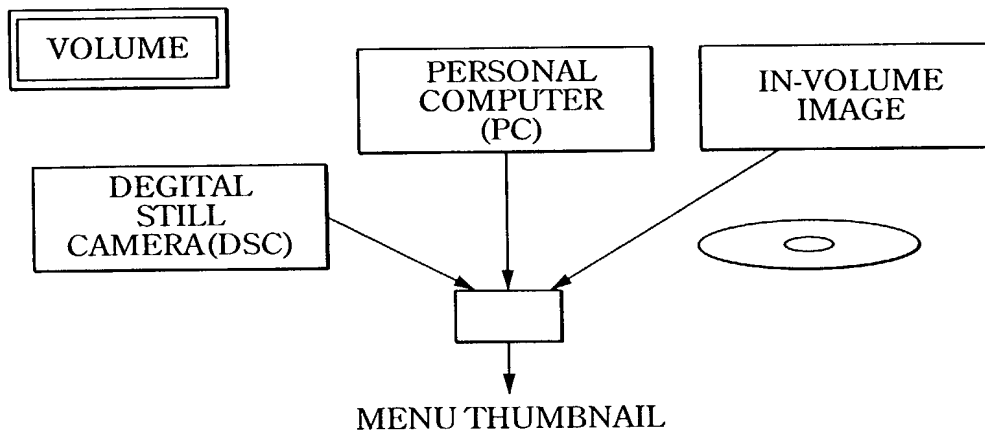 VOLUME
PERSONAL
COMPUTER
(PC)
IN-VOLUME
IMAGE
DEGITAL
STILL
CAMERA(DSC)
MENU THUMBNAIL